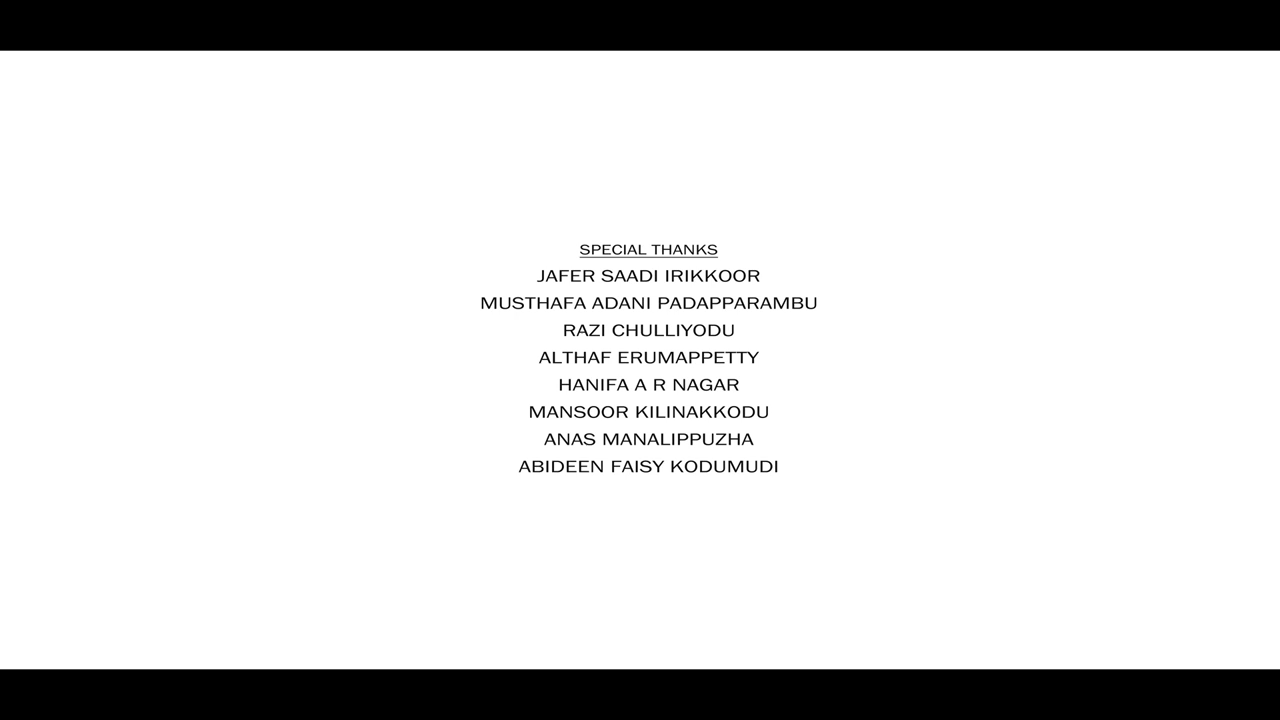 SPECIAL THANKS
JAFER SAADI IRIKKOOR
MUSTHAFA ADANI PADAPPARAMBU
RAZI CHULLIYODU
ALTHAF ERUMAPPETTY
HANIFA A R NAGAR
MANSOOR KILINAKKODU
ANAS MANALIPPUZHA
ABIDEEN FAISY KODUMUDI